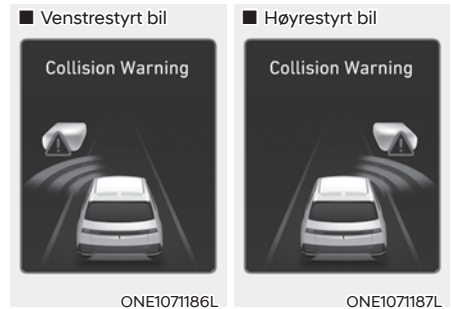 ■ Venstrestyrt bil
Collision Warning
ONE1071186L
■ Høyrestyrt bil
Collision Warning
ONE1071187L